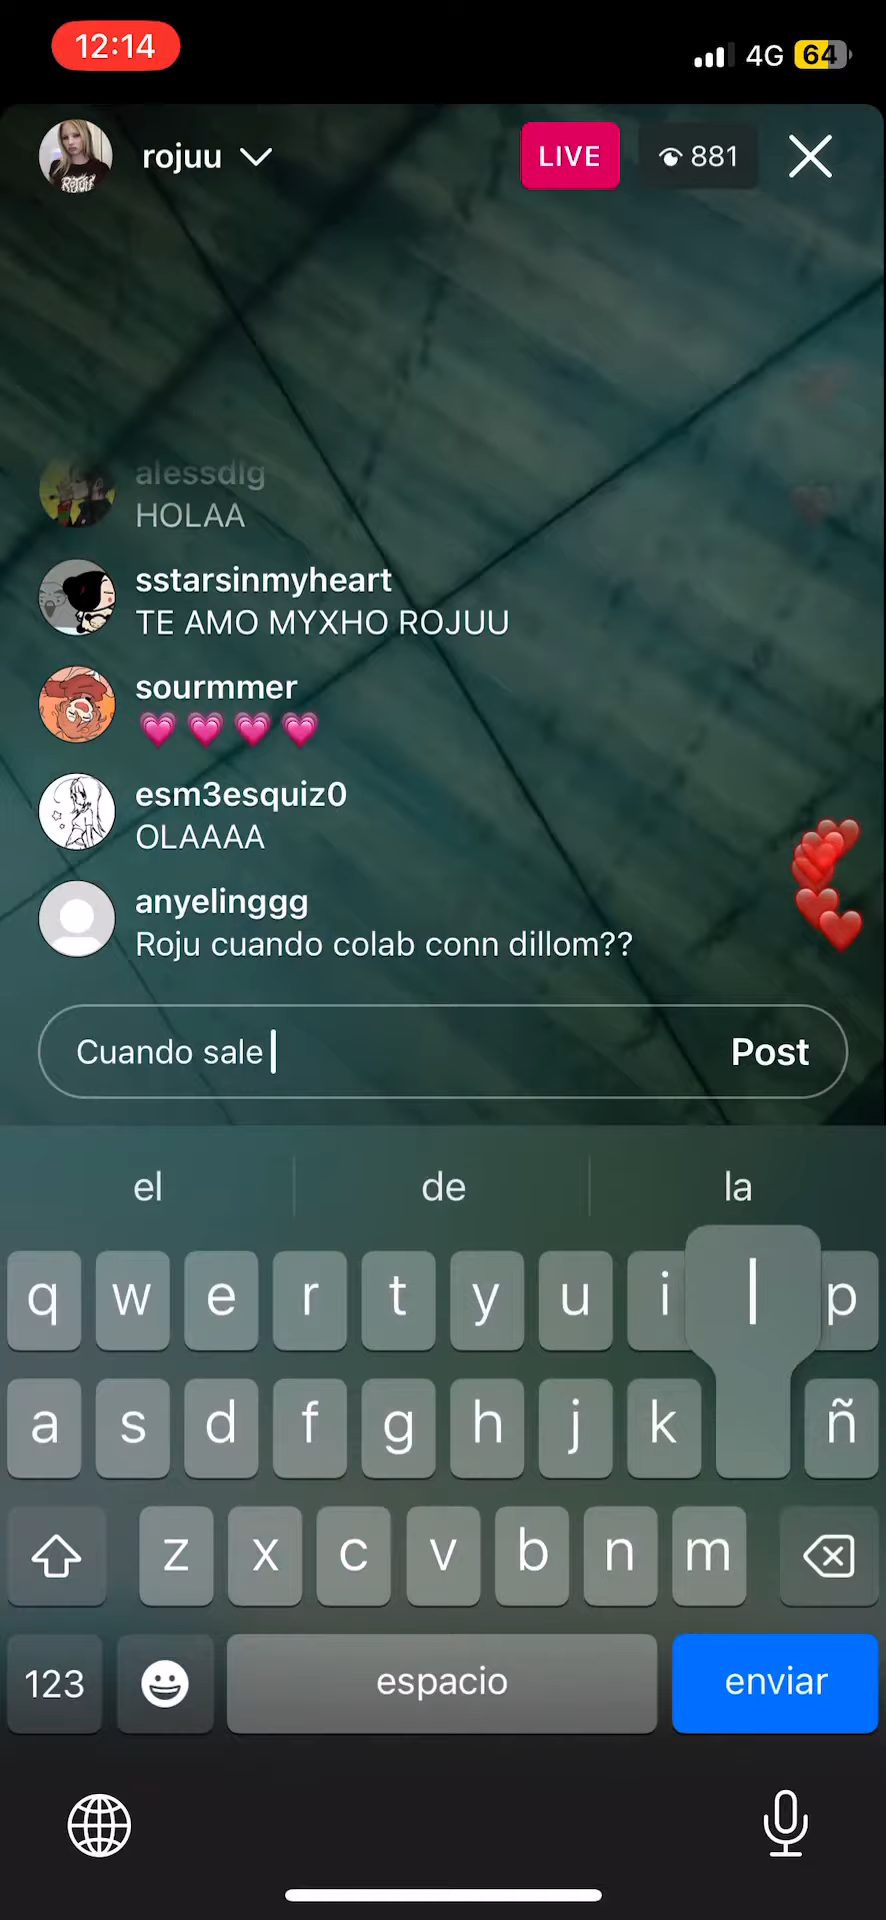 12:14
4G 64
rojuu
LIVE 881
alessdlg
HOLAA
sstarsinmyheart
TE AMO MYXHO ROJUU
sourmmer
💗 💗 💗 💗
esm3esquiz0
OLAAAA
anyelinggg
Roju cuando colab conn dillom??
Cuando sale
Post
el de la
q w e r t y u i l p
a s d f g h j k ñ
z x c v b n m
123 espacio enviar